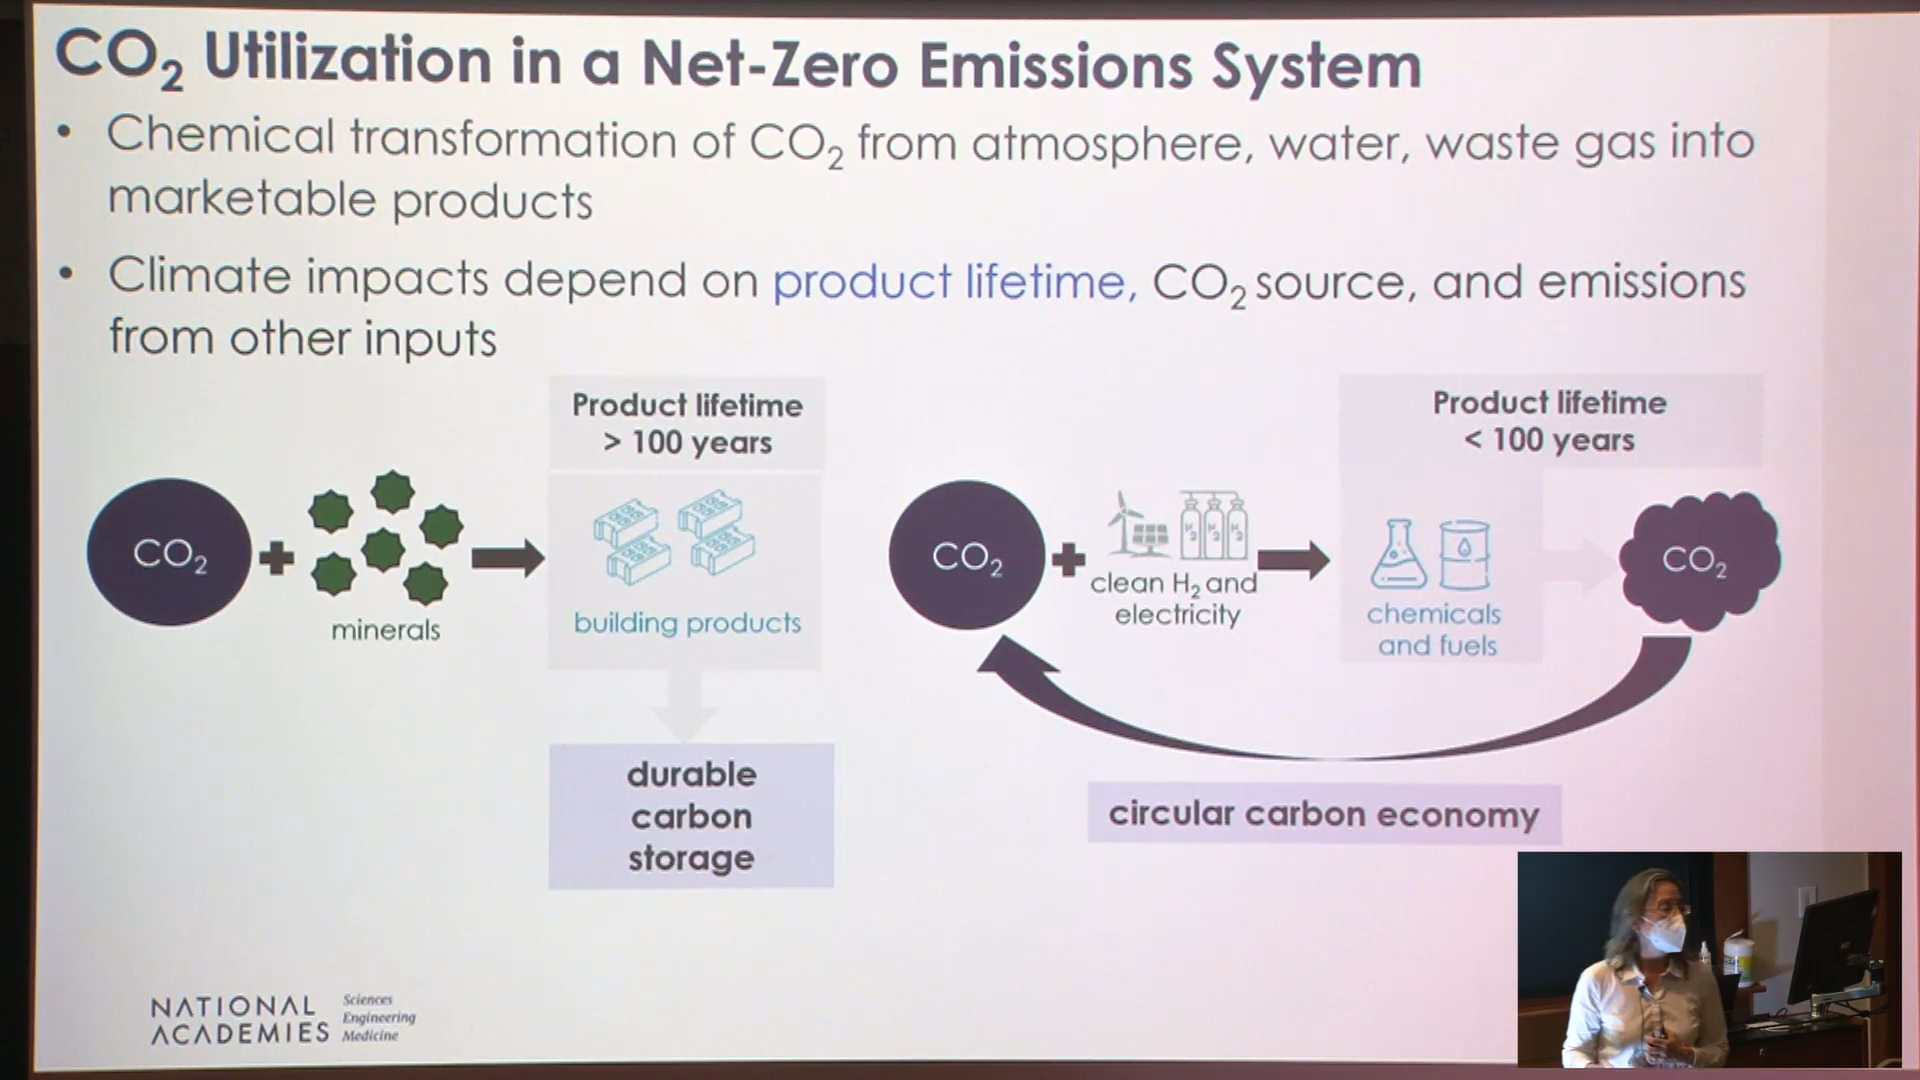 CO₂ Utilization in a Net-Zero Emissions System
• Chemical transformation of CO₂ from atmosphere, water, waste gas into
marketable products
• Climate impacts depend on product lifetime, CO₂ source, and emissions
from other inputs
Product lifetime
> 100 years
CO₂
minerals
building products
durable
carbon
storage
Product lifetime
< 100 years
CO₂
H₂ H₂ H₂
clean H₂ and
electricity
chemicals
and fuels
CO₂
circular carbon economy
NATIONAL
ACADEMIES
Sciences
Engineering
Medicine